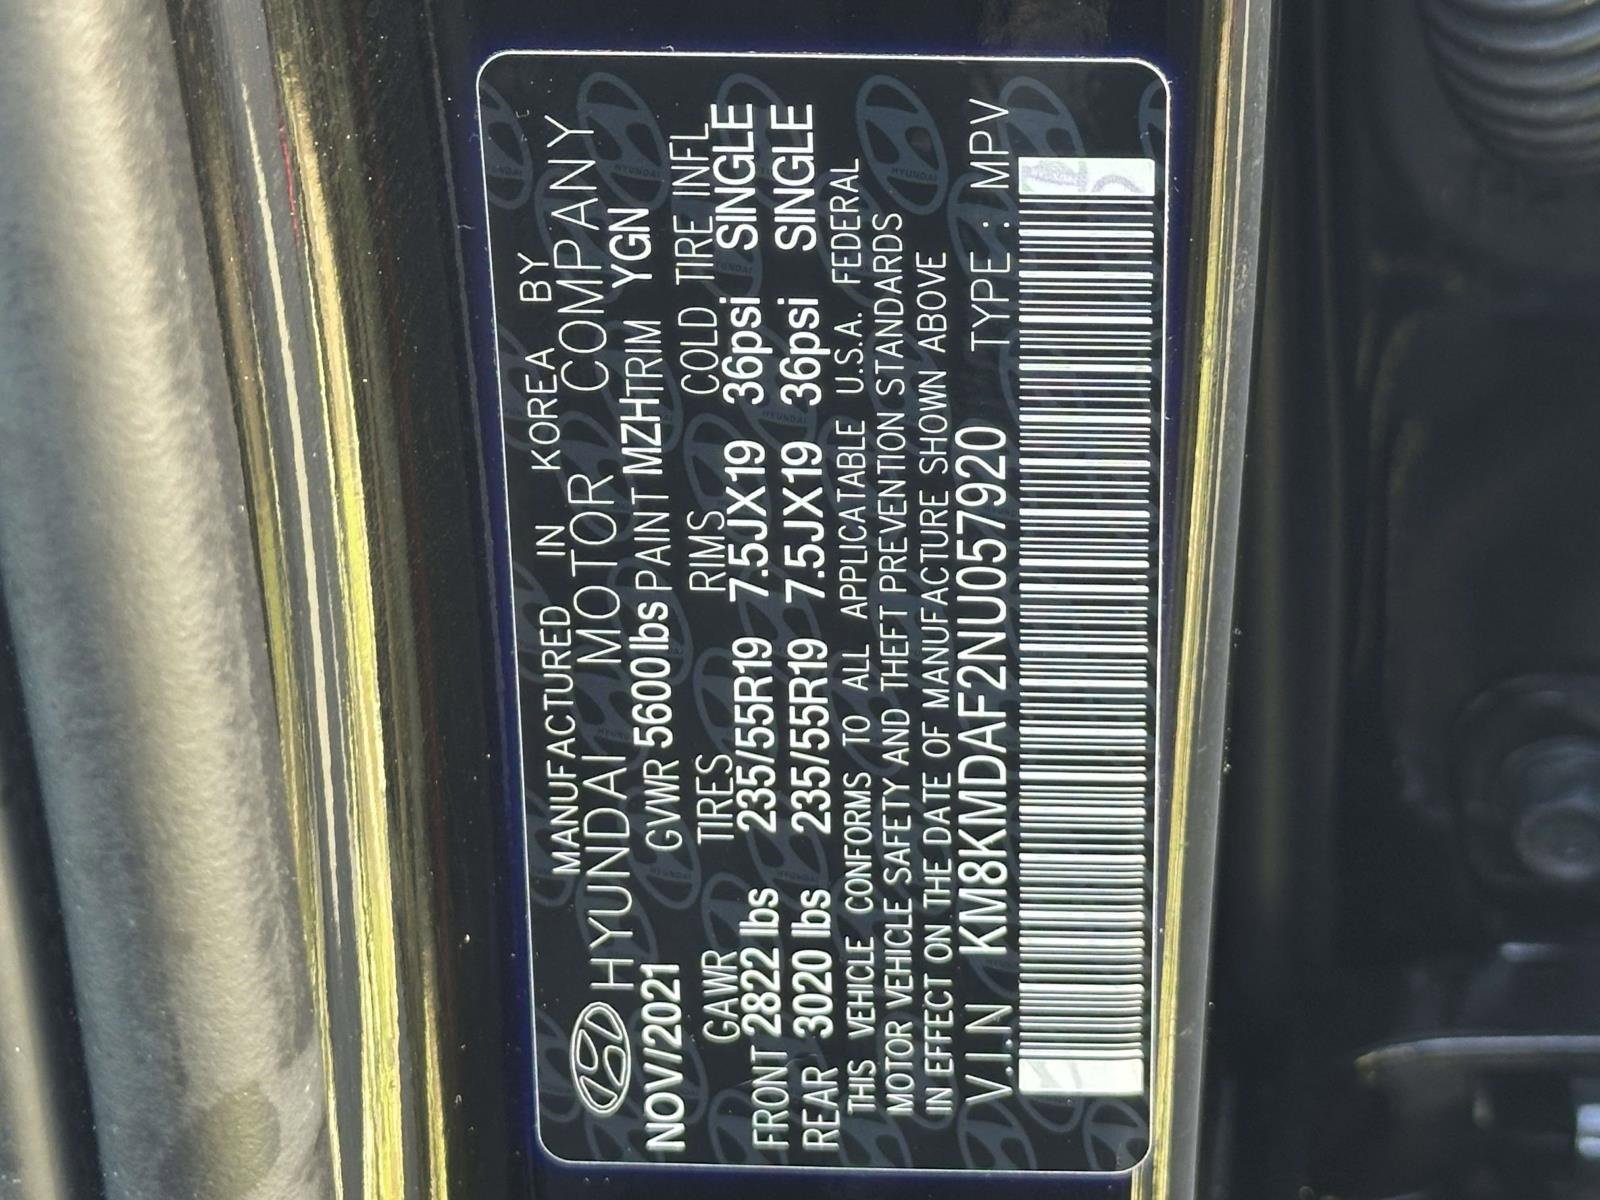 MANUFACTURED IN KOREA BY
HYUNDAI MOTOR COMPANY
NOV/2021 GVWR 5600lbs PAINT MZH TRIM YGN
GAWR TIRES RIMS COLD TIRE INFL
FRONT 2822 lbs 235/55R19 7.5JX19 36psi SINGLE
REAR 3020 lbs 235/55R19 7.5JX19 36psi SINGLE
THIS VEHICLE CONFORMS TO ALL APPLICATABLE U.S.A. FEDERAL
MOTOR VEHICLE SAFETY AND THEFT PREVENTION STANDARDS
IN EFFECT ON THE DATE OF MANUFACTURE SHOWN ABOVE
V.I.N KM8KMDAF2NU057920 TYPE : MPV